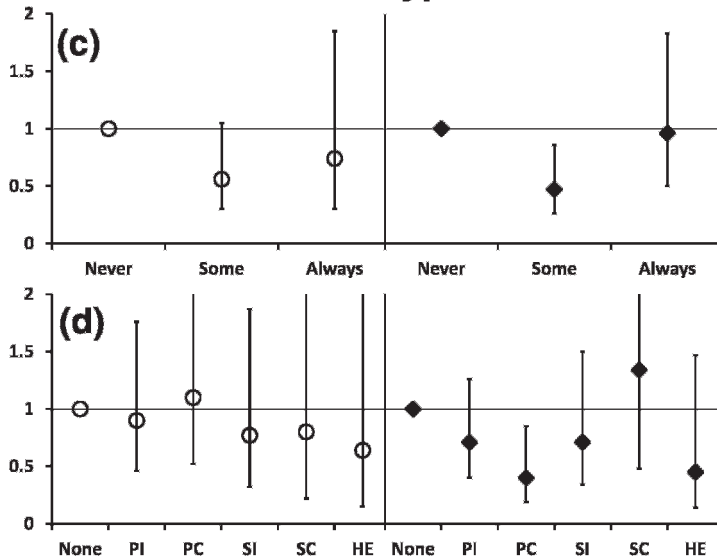 2
(c)
1.5
1
0.5
0
Never Some Always Never Some Always
2
(d)
1.5
1
0.5
0
None PI PC SI SC HE None PI PC SI SC HE